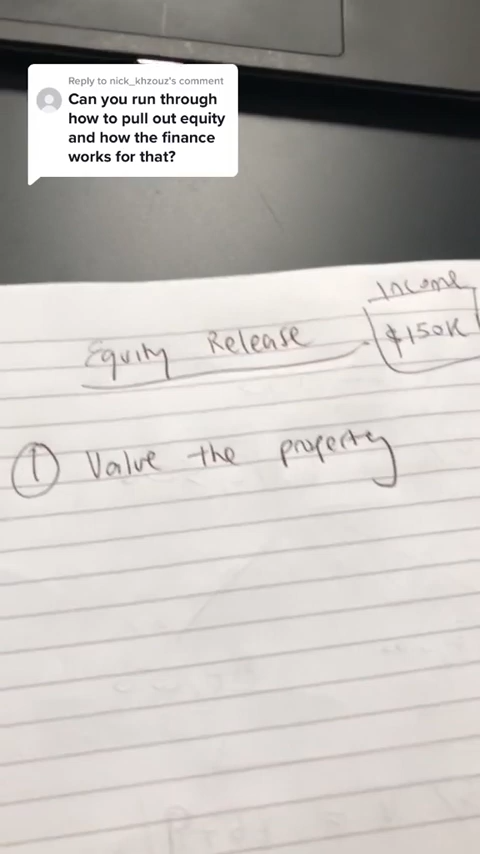 Reply to nick_khzouz's comment
Can you run through
how to pull out equity
and how the finance
works for that?
Income
Equity Release
$150K
① Value the property